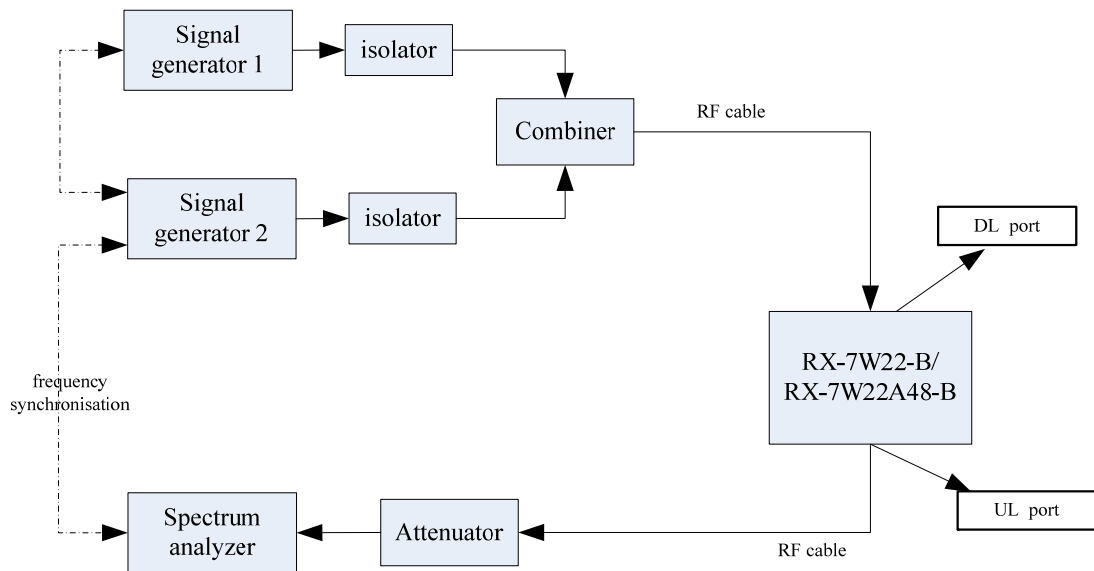 Signal
generator 1
isolator
Combiner
RF cable
Signal
generator 2
isolator
DL port
RX-7W22-B/
RX-7W22A48-B
frequency
synchronisation
Spectrum
analyzer
Attenuator
RF cable
UL port